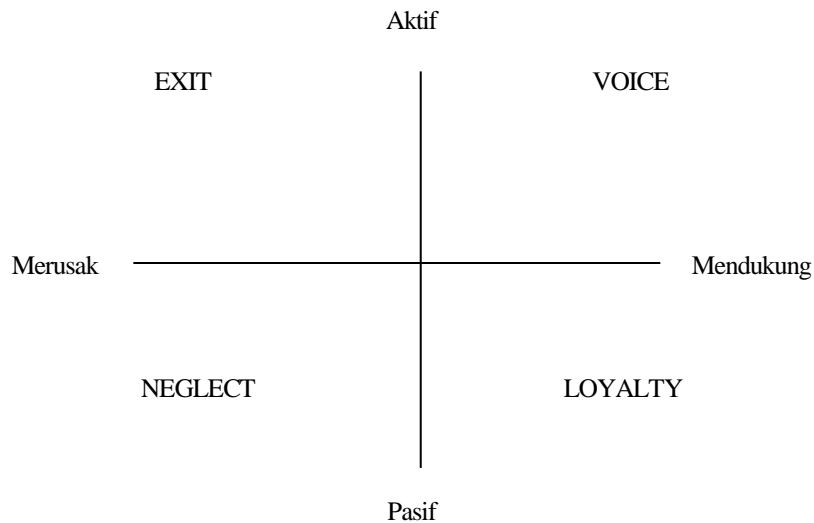 Aktif
EXIT VOICE
Merusak Mendukung
NEGLECT LOYALTY
Pasif